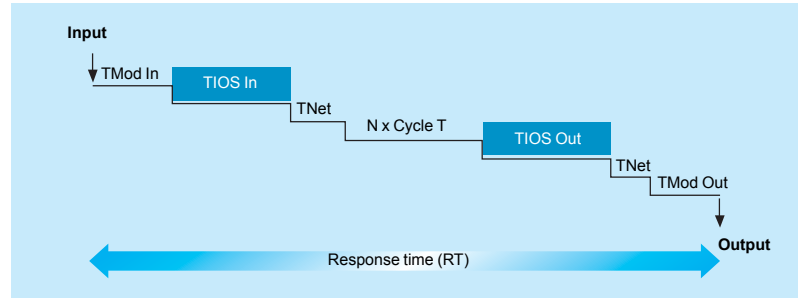 Input
TMod In
TIOS In
TNet
N x Cycle T
TIOS Out
TNet
TMod Out
Output
Response time (RT)